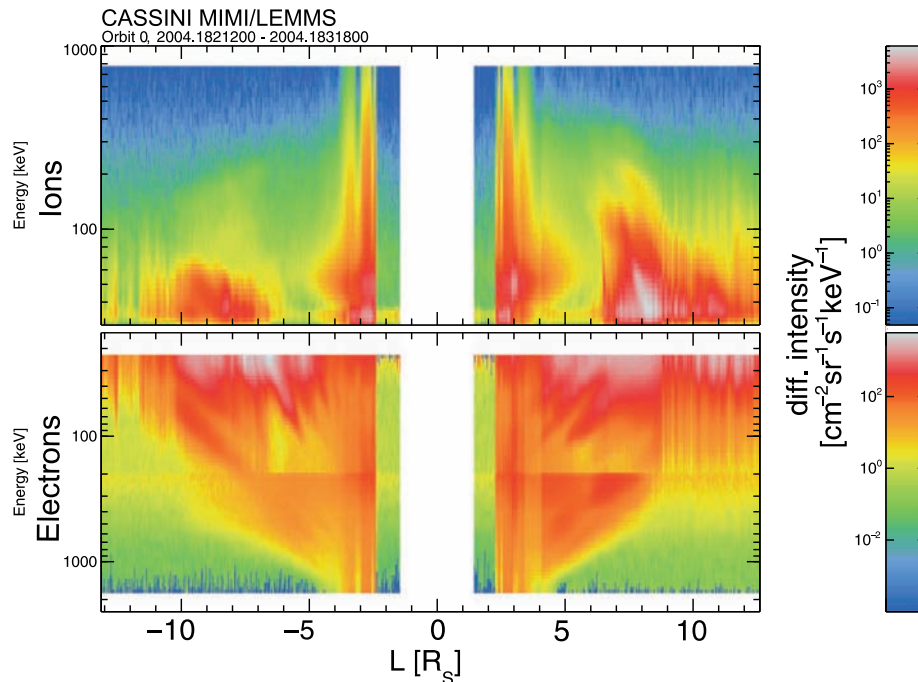 CASSINI MIMI/LEMMS
Orbit 0, 2004.1821200 - 2004.1831800
1000
100
Energy [keV]
Ions
100
1000
Energy [keV]
Electrons
−10 −5 0 5 10
L [R_S]
10³
10²
10¹
10⁰
10⁻¹
10²
10⁰
10⁻²
diff. intensity
[cm⁻²sr⁻¹s⁻¹keV⁻¹]